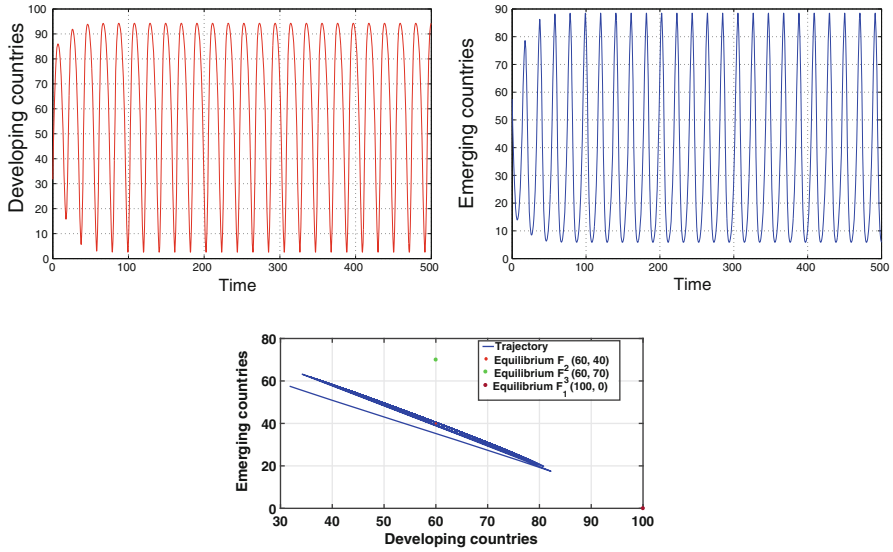 100
90
80
70
60
50
40
30
20
10
0
0 100 200 300 400 500
Developing countries
Time
90
80
70
60
50
40
30
20
10
0
0 100 200 300 400 500
Emerging countries
Time
80
60
40
20
0
30 40 50 60 70 80 90 100
Emerging countries
Developing countries
Trajectory
Equilibrium F2 (60, 40)
Equilibrium F3 (60, 70)
Equilibrium F1 (100, 0)